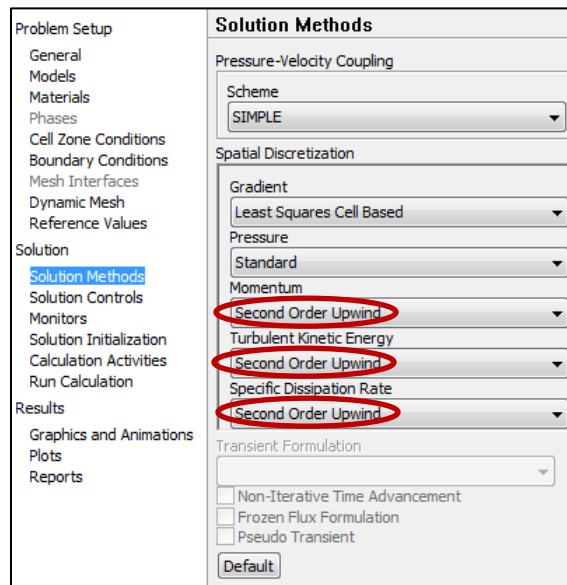 Problem Setup
General
Models
Materials
Phases
Cell Zone Conditions
Boundary Conditions
Mesh Interfaces
Dynamic Mesh
Reference Values
Solution
Solution Methods
Solution Controls
Monitors
Solution Initialization
Calculation Activities
Run Calculation
Results
Graphics and Animations
Plots
Reports
Solution Methods
Pressure-Velocity Coupling
Scheme
SIMPLE
Spatial Discretization
Gradient
Least Squares Cell Based
Pressure
Standard
Momentum
Second Order Upwind
Turbulent Kinetic Energy
Second Order Upwind
Specific Dissipation Rate
Second Order Upwind
Transient Formulation
Non-Iterative Time Advancement
Frozen Flux Formulation
Pseudo Transient
Default